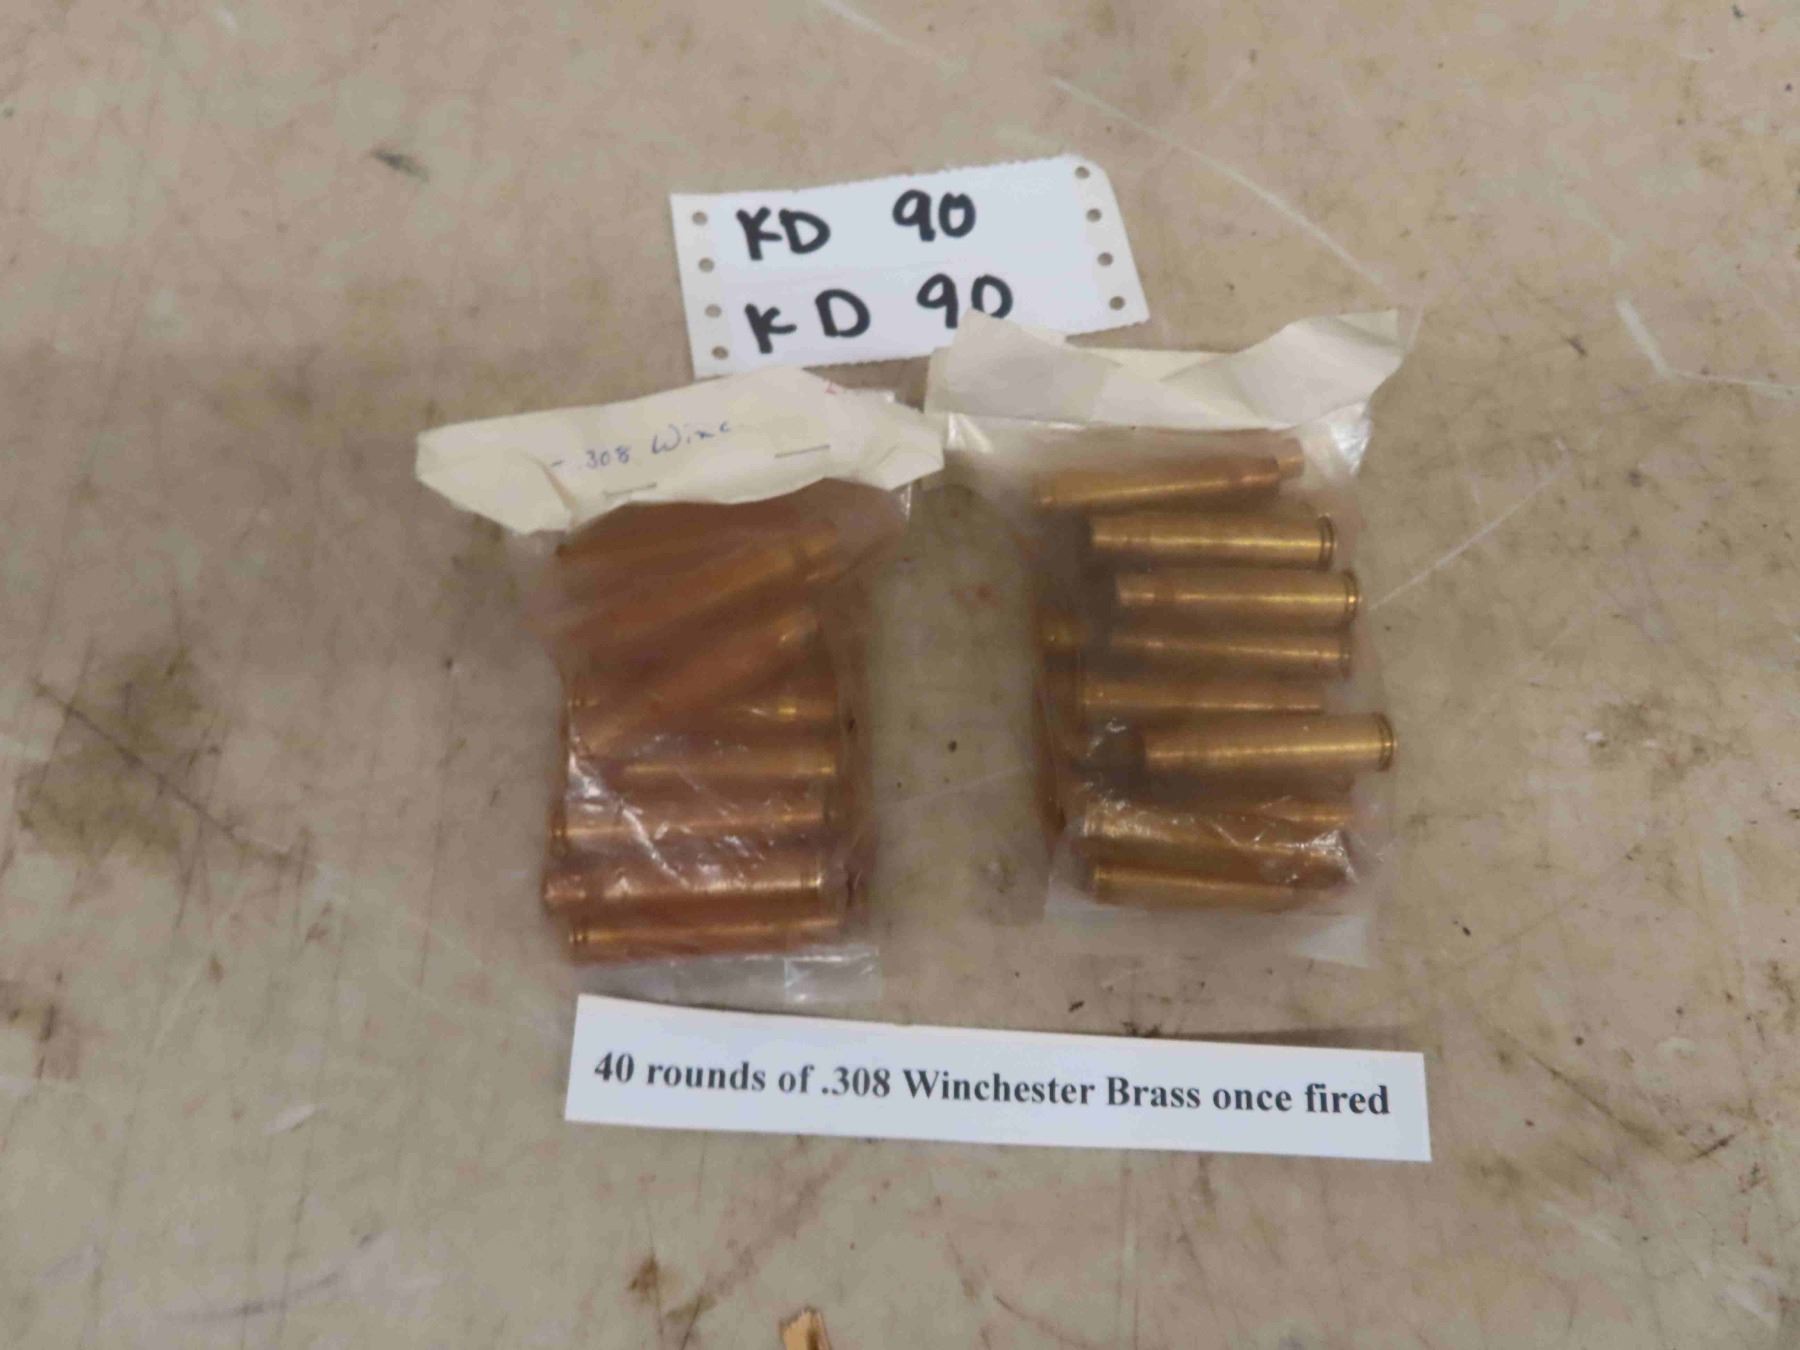 KD 90
KD 90
- .308 Winc
40 rounds of .308 Winchester Brass once fired